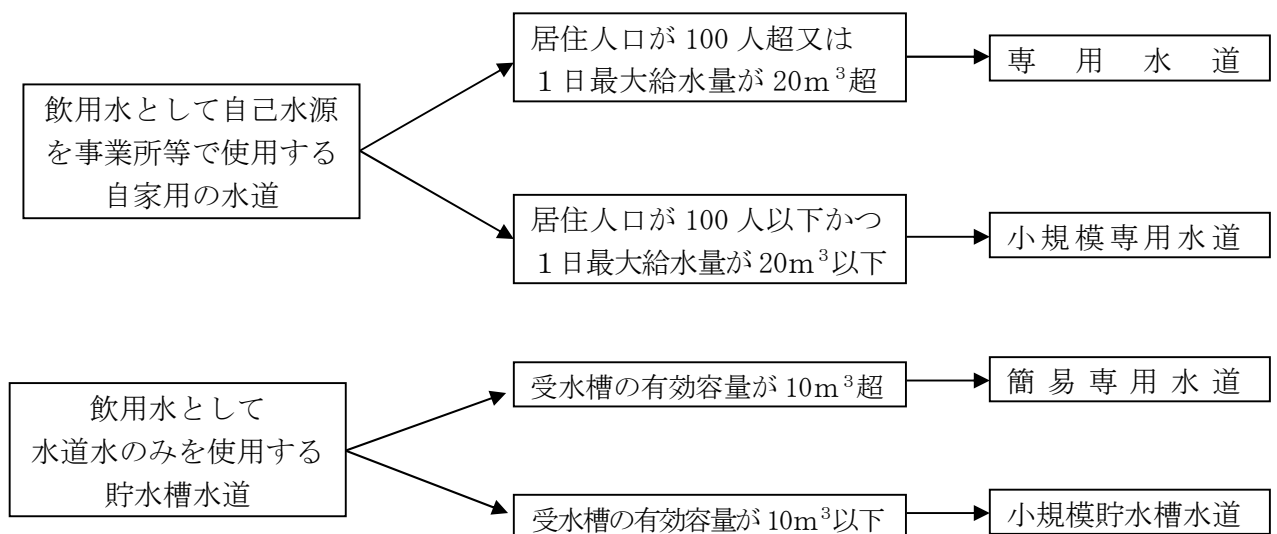 居住人口が 100 人超又は
１日最大給水量が 20m³超
専用水道
飲用水として自己水源
を事業所等で使用する
自家用の水道
居住人口が 100 人以下かつ
１日最大給水量が 20m³以下
小規模専用水道
受水槽の有効容量が 10m³超
簡易専用水道
飲用水として
水道水のみを使用する
貯水槽水道
受水槽の有効容量が 10m³以下
小規模貯水槽水道